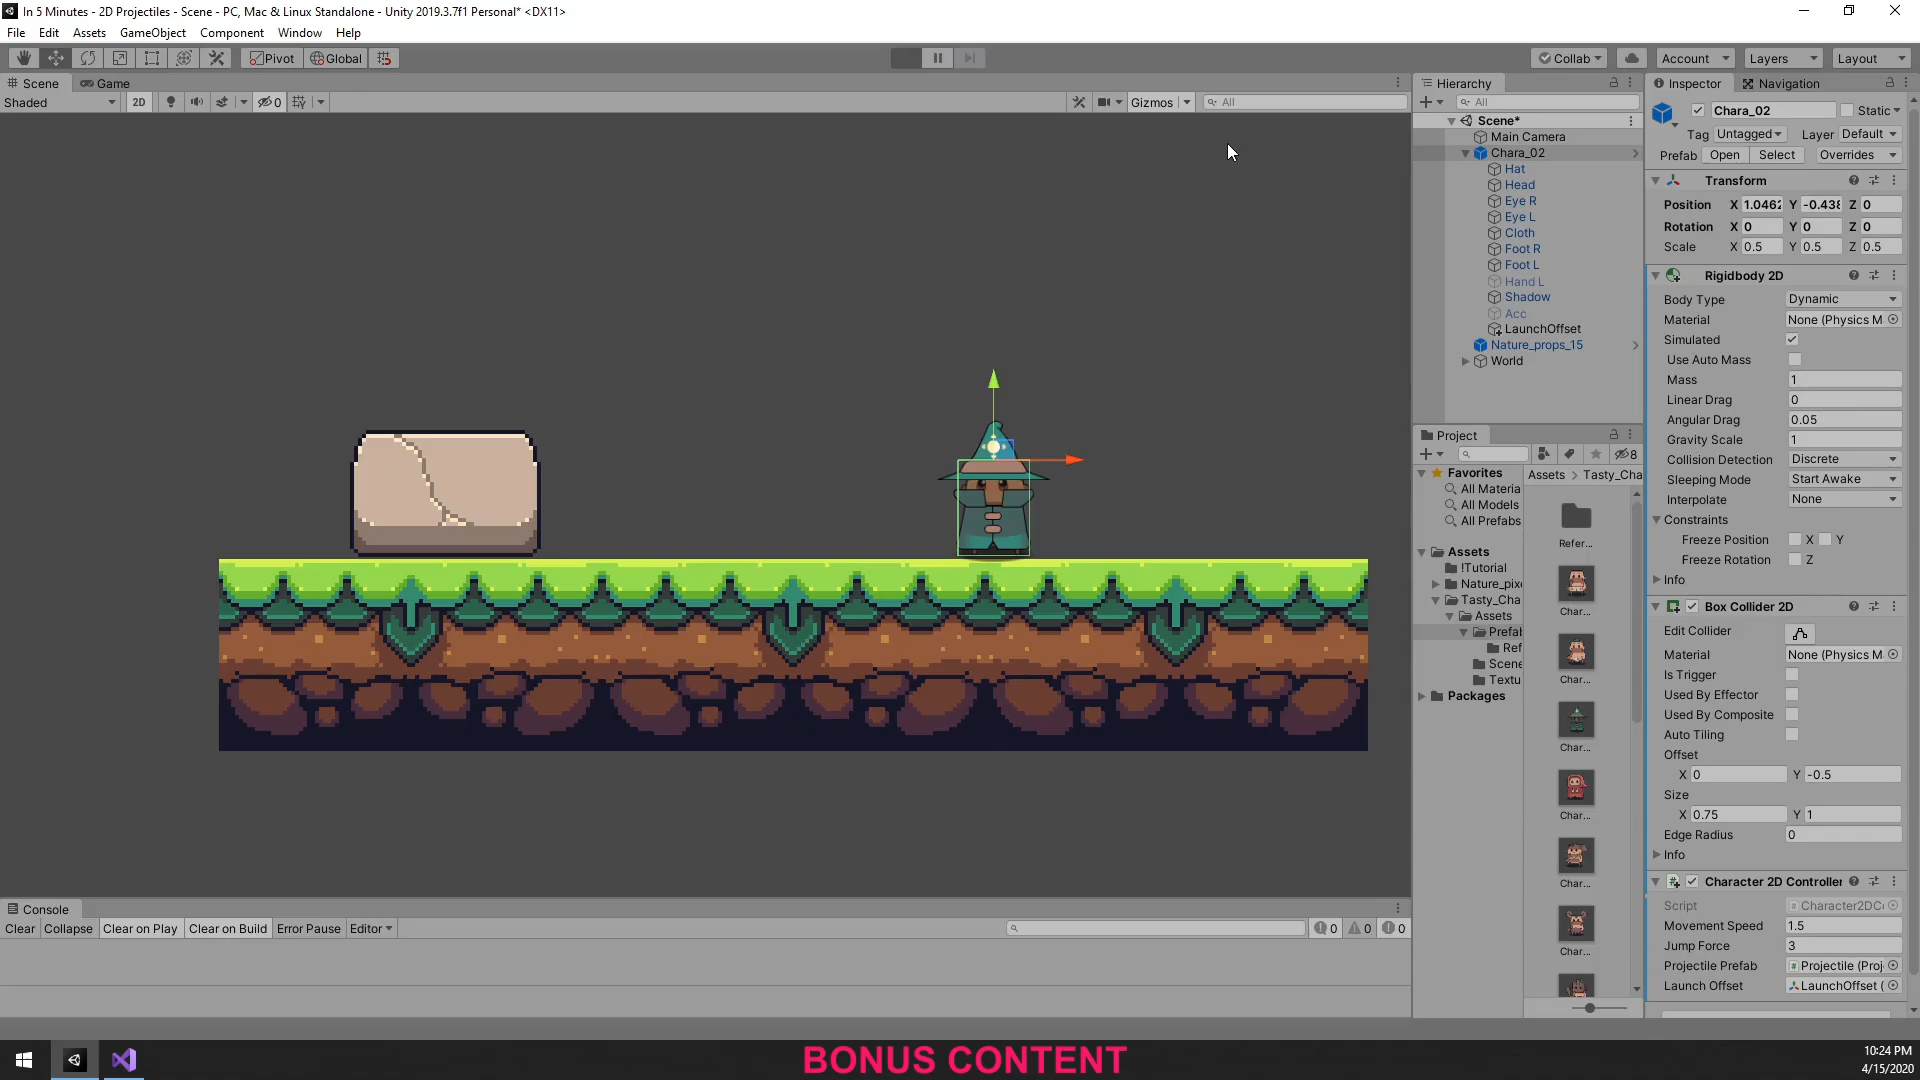 In 5 Minutes - 2D Projectiles - Scene - PC, Mac & Linux Standalone - Unity 2019.3.7f1 Personal* <DX11>
File Edit Assets GameObject Component Window Help
Pivot Global Collab Account Layers Layout
Scene Game
Shaded 2D 0 Gizmos All
Hierarchy
All
Scene*
Main Camera
Chara_02
Hat
Head
Eye R
Eye L
Cloth
Foot R
Foot L
Hand L
Shadow
Acc
LaunchOffset
Nature_props_15
World
Project
8
Favorites
All Materia
All Models
All Prefabs
Assets
!Tutorial
Nature_pix
Tasty_Cha
Assets
Prefab
Ref
Scene
Textu
Packages
Assets > Tasty_Cha
Refer...
Char...
Char...
Char...
Char...
Char...
Char...
Inspector Navigation
Chara_02 Static
Tag Untagged Layer Default
Prefab Open Select Overrides
Transform
Position X 1.0462 Y -0.438 Z 0
Rotation X 0 Y 0 Z 0
Scale X 0.5 Y 0.5 Z 0.5
Rigidbody 2D
Body Type Dynamic
Material None (Physics M
Simulated
Use Auto Mass
Mass 1
Linear Drag 0
Angular Drag 0.05
Gravity Scale 1
Collision Detection Discrete
Sleeping Mode Start Awake
Interpolate None
Constraints
Freeze Position X Y
Freeze Rotation Z
Info
Box Collider 2D
Edit Collider
Material None (Physics M
Is Trigger
Used By Effector
Used By Composite
Auto Tiling
Offset
X 0 Y -0.5
Size
X 0.75 Y 1
Edge Radius 0
Info
Character 2D Controller
Script Character2DCo
Movement Speed 1.5
Jump Force 3
Projectile Prefab Projectile (Proj
Launch Offset LaunchOffset (
Console
Clear Collapse Clear on Play Clear on Build Error Pause Editor 0 0 0
BONUS CONTENT
10:24 PM
4/15/2020